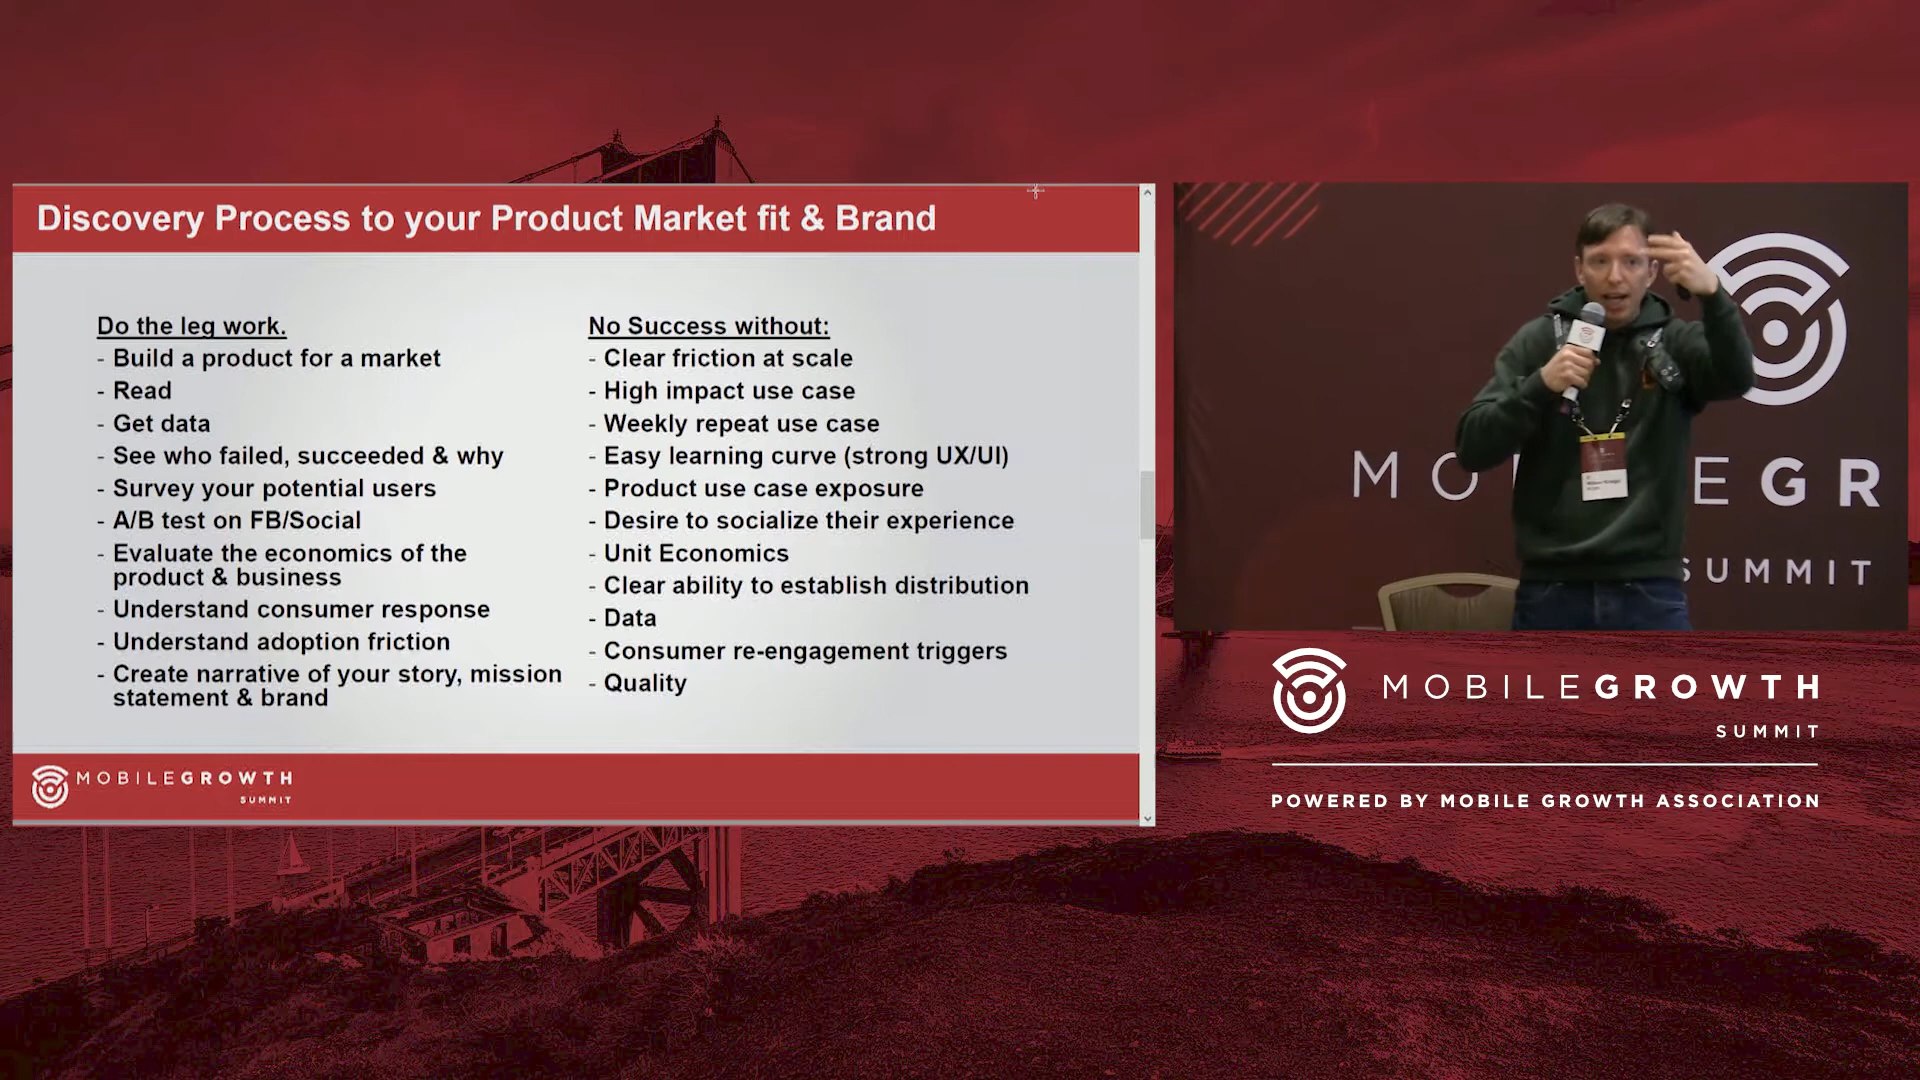 Discovery Process to your Product Market fit & Brand
Do the leg work.
- Build a product for a market
- Read
- Get data
- See who failed, succeeded & why
- Survey your potential users
- A/B test on FB/Social
- Evaluate the economics of the
product & business
- Understand consumer response
- Understand adoption friction
- Create narrative of your story, mission
statement & brand
No Success without:
- Clear friction at scale
- High impact use case
- Weekly repeat use case
- Easy learning curve (strong UX/UI)
- Product use case exposure
- Desire to socialize their experience
- Unit Economics
- Clear ability to establish distribution
- Data
- Consumer re-engagement triggers
- Quality
MOBILEGROWTH
SUMMIT
MO E GR
SUMMIT
MOBILEGROWTH
SUMMIT
POWERED BY MOBILE GROWTH ASSOCIATION